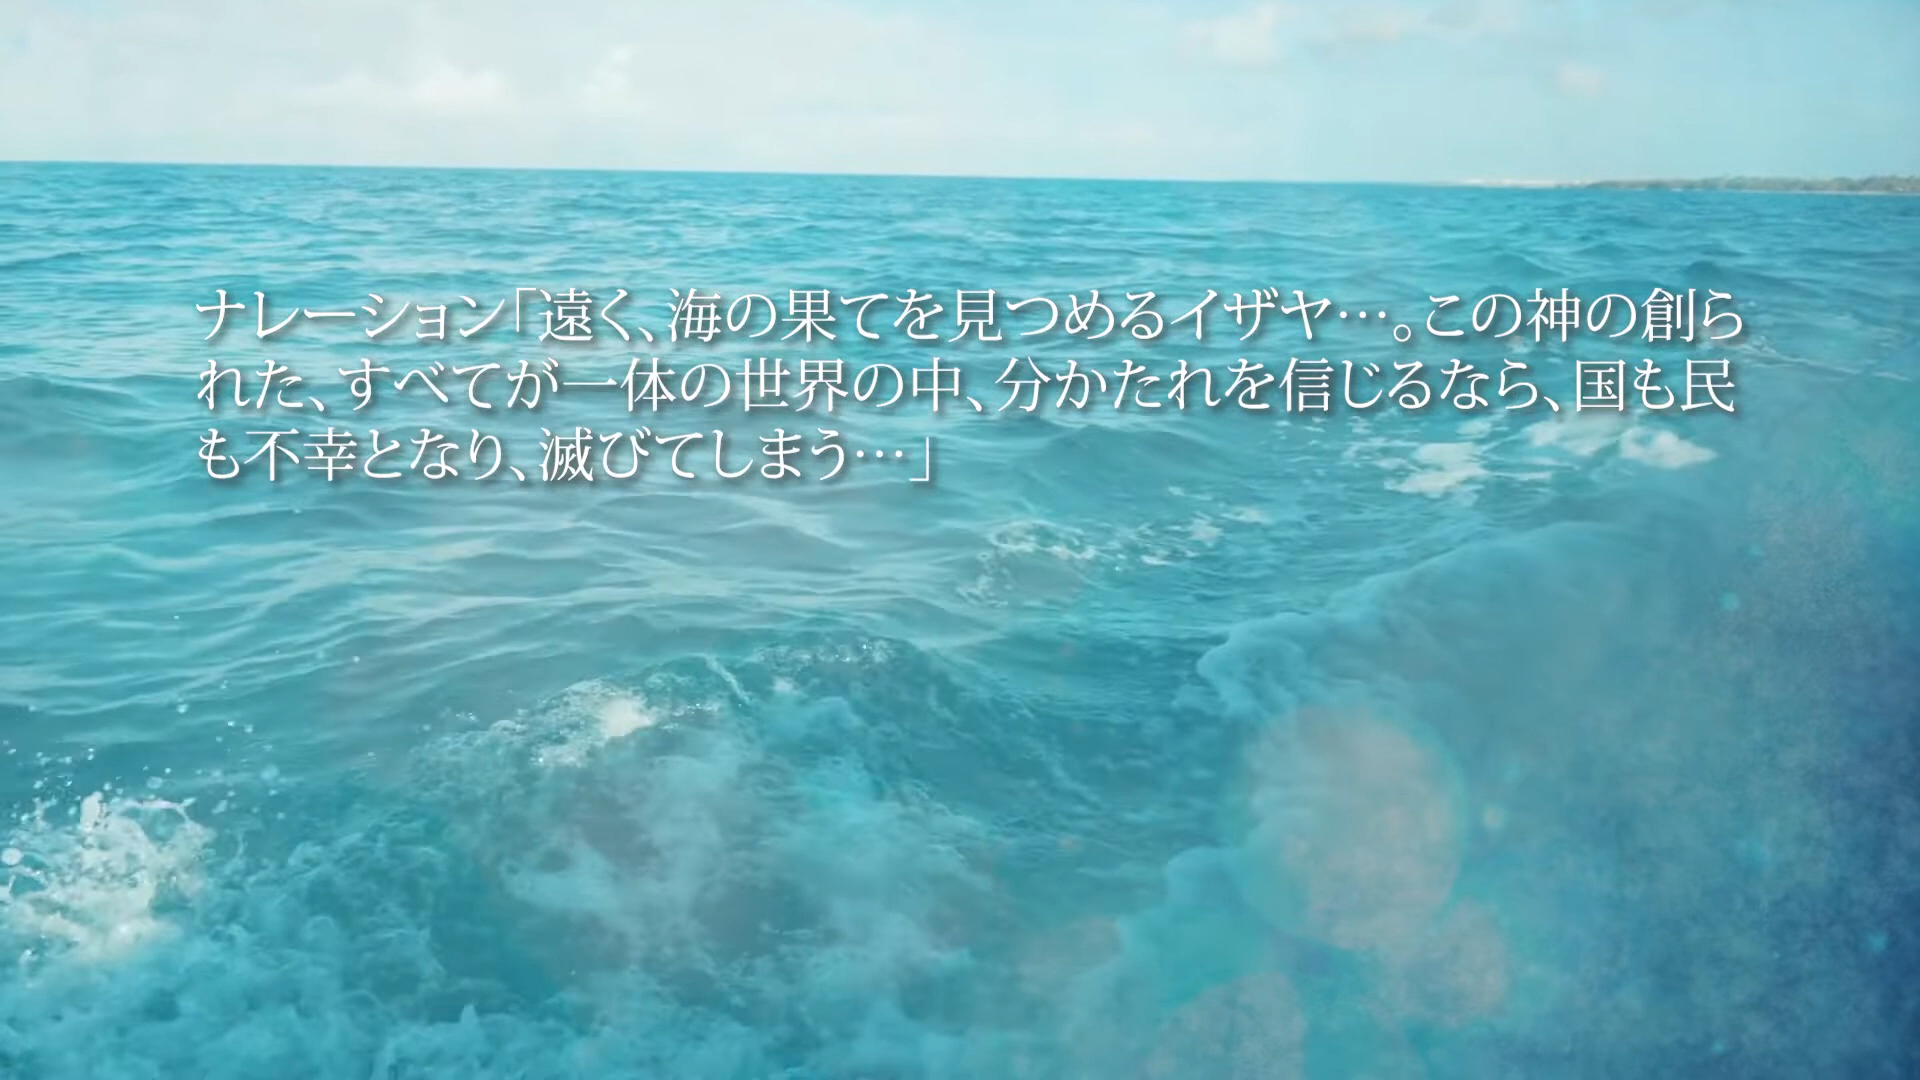 ナレーション「遠く、海の果てを見つめるイザヤ…。この神の創ら
れた、すべてが一体の世界の中、分かたれを信じるなら、国も民
も不幸となり、滅びてしまう…」